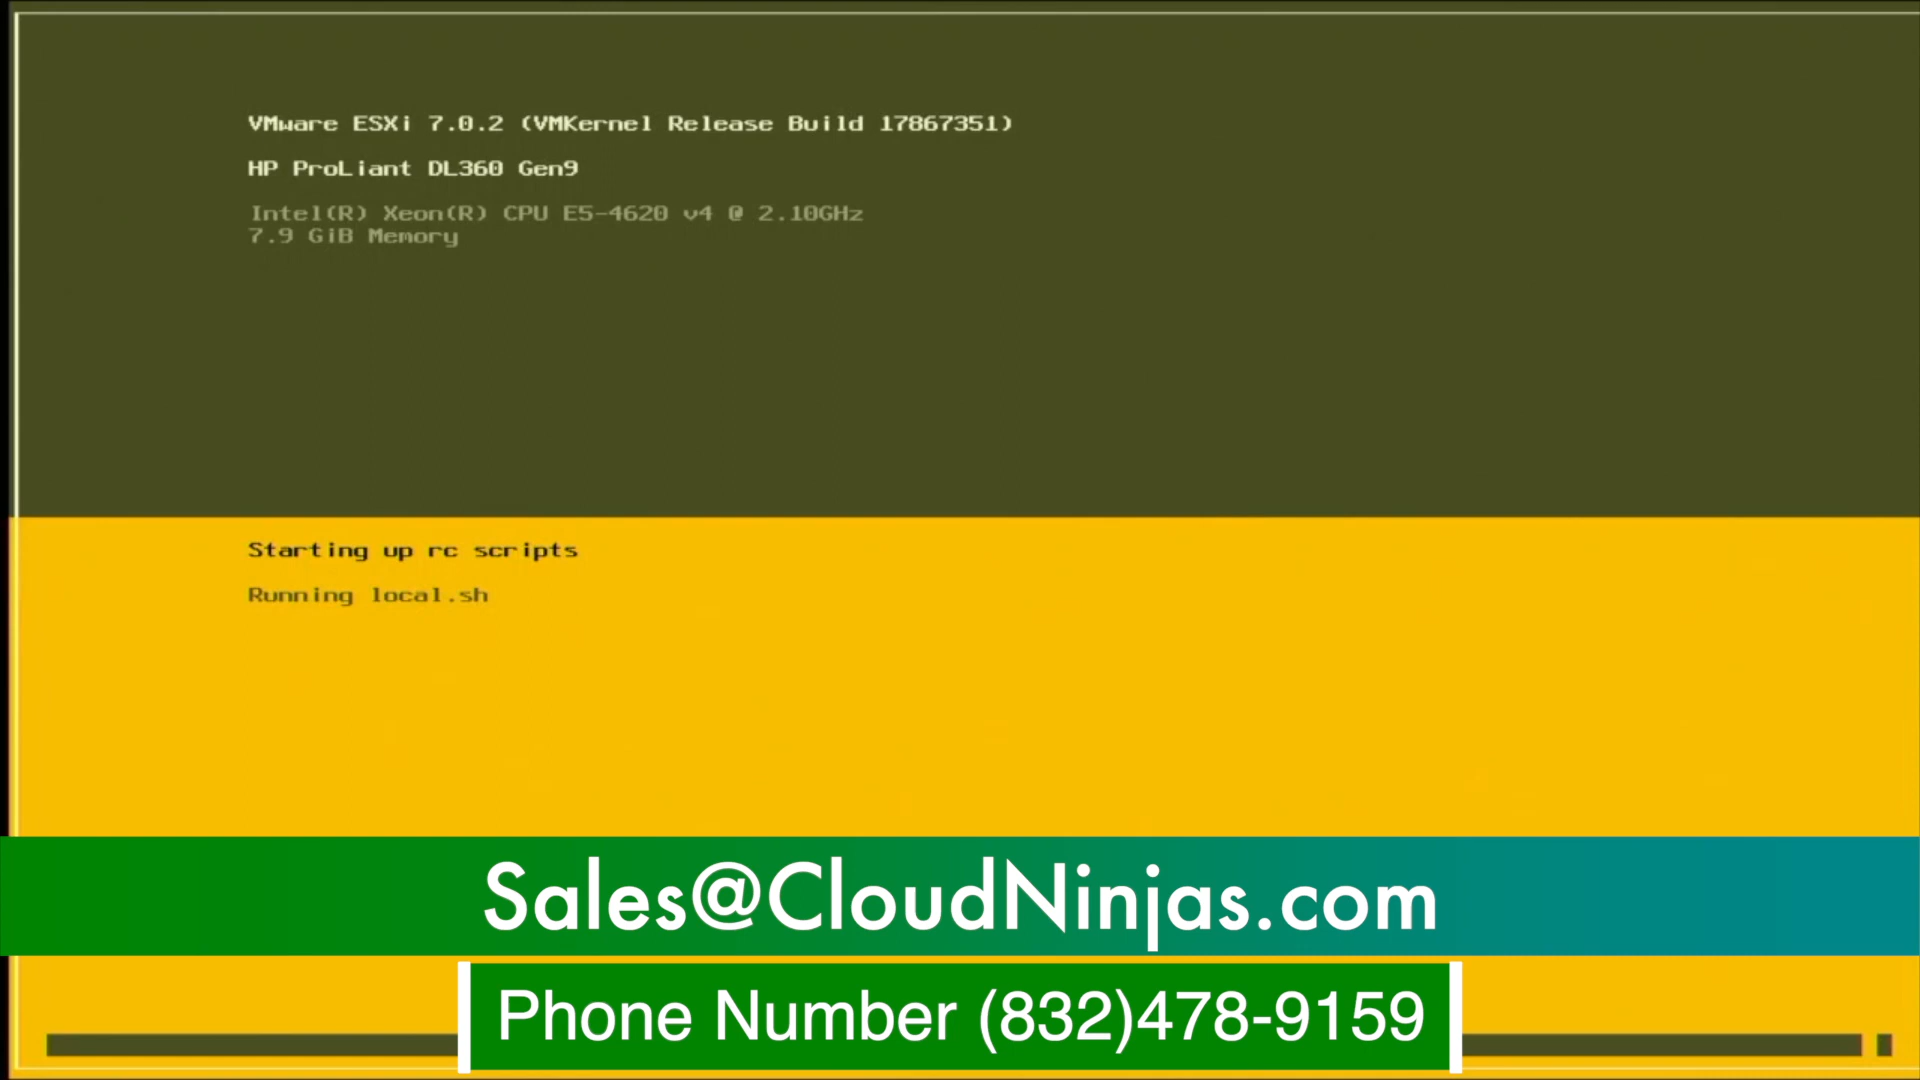 VMware ESXi 7.0.2 (VMKernel Release Build 17867351)
HP ProLiant DL360 Gen9
Intel(R) Xeon(R) CPU E5-4620 v4 @ 2.10GHz
7.9 GiB Memory
Starting up rc scripts
Running local.sh
Sales@CloudNinjas.com
Phone Number (832)478-9159